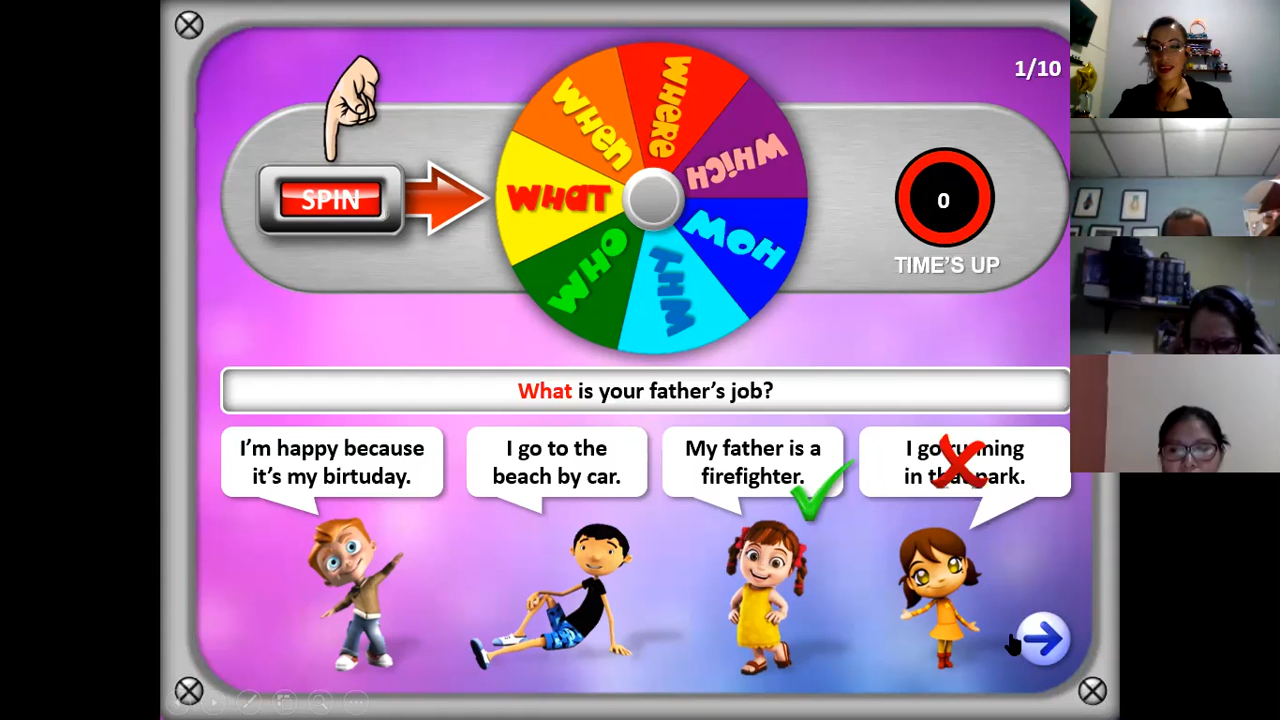 1/10
WHERE
WHEN
WHICH
WHAT
HOW
WHO
WHY
SPIN
0
TIME'S UP
What is your father's job?
I'm happy because
it's my birtuday.
I go to the
beach by car.
My father is a
firefighter.
I go running
in that park.